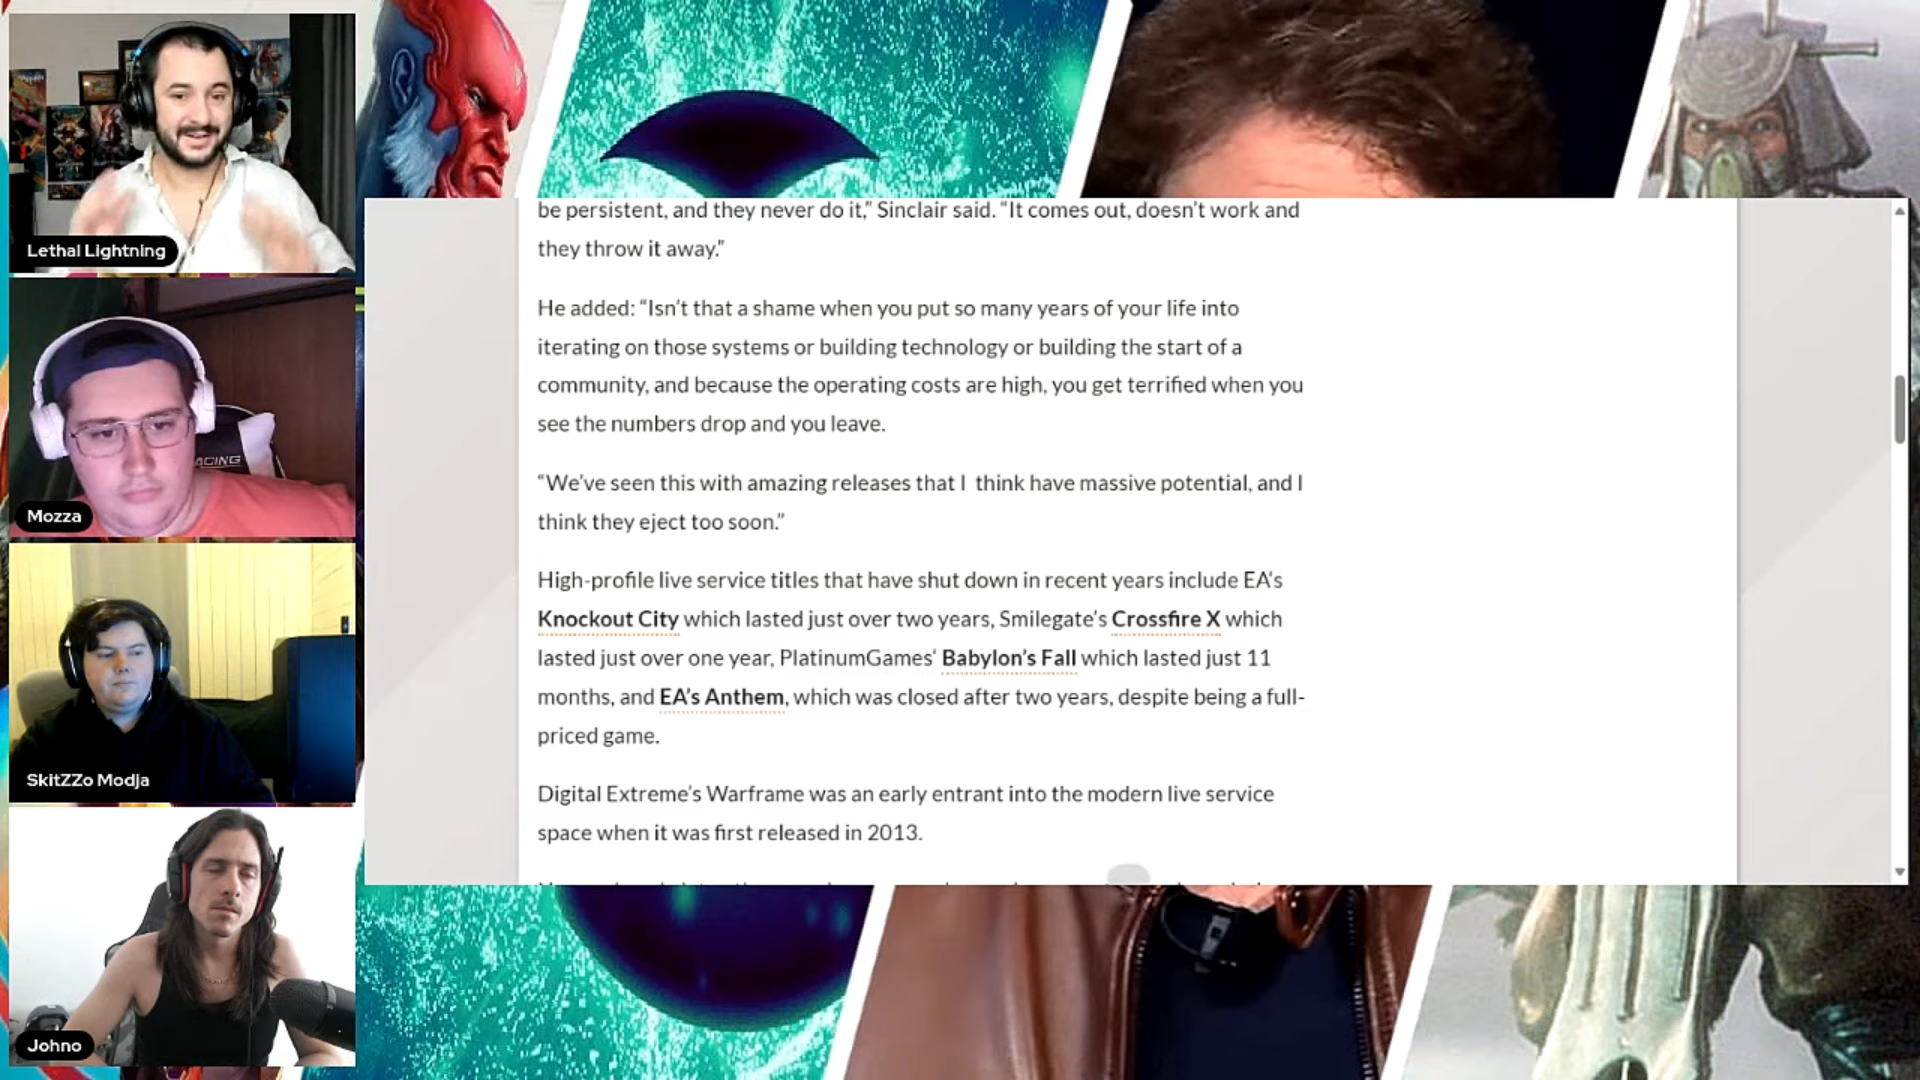 Lethal Lightning
Mozza
ACING
SkitZZo Modja
Johno
be persistent, and they never do it,” Sinclair said. “It comes out, doesn’t work and
they throw it away.”
He added: “Isn’t that a shame when you put so many years of your life into
iterating on those systems or building technology or building the start of a
community, and because the operating costs are high, you get terrified when you
see the numbers drop and you leave.
“We’ve seen this with amazing releases that I think have massive potential, and I
think they eject too soon.”
High-profile live service titles that have shut down in recent years include EA‘s
Knockout City which lasted just over two years, Smilegate’s Crossfire X which
lasted just over one year, PlatinumGames‘ Babylon’s Fall which lasted just 11
months, and EA’s Anthem, which was closed after two years, despite being a full-
priced game.
Digital Extreme’s Warframe was an early entrant into the modern live service
space when it was first released in 2013.